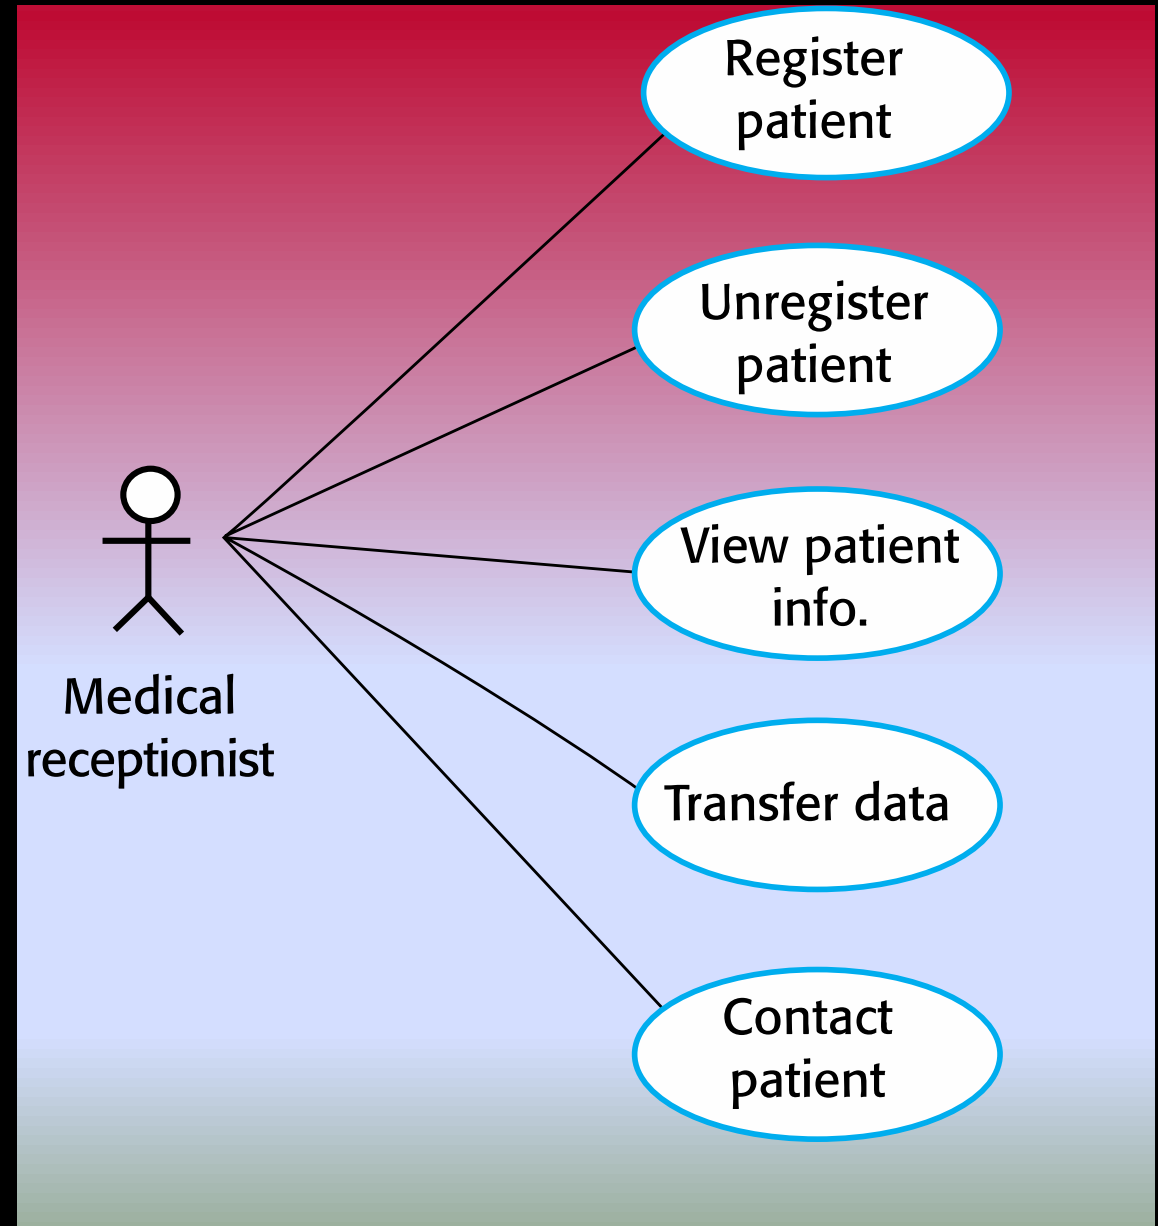 Register
patient
Unregister
patient
View patient
info.
Medical
receptionist
Transfer data
Contact
patient